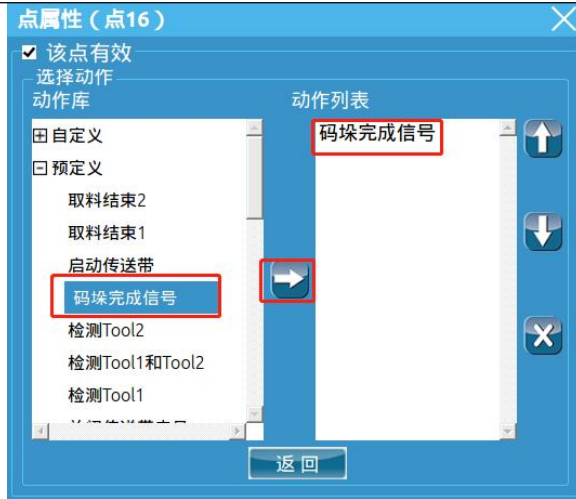 点属性（点16）
该点有效
选择动作
动作库
动作列表
自定义
预定义
取料结束2
取料结束1
启动传送带
码垛完成信号
检测Tool2
检测Tool1和Tool2
检测Tool1
码垛完成信号
返回